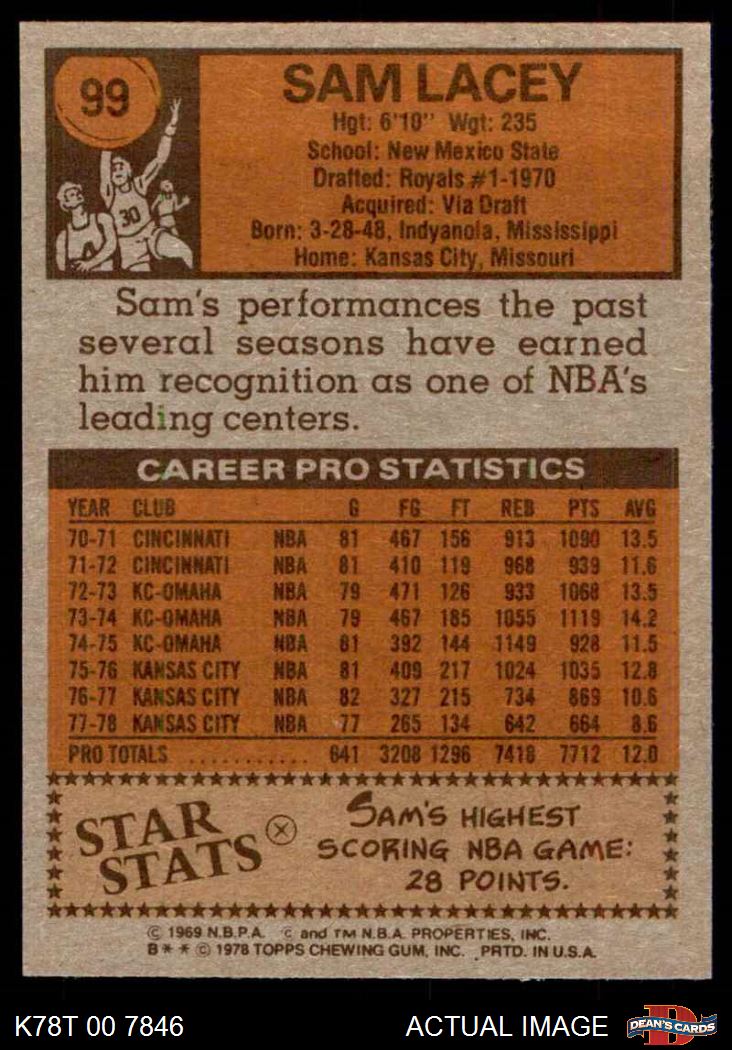 99
30
SAM LACEY
Hgt: 6'10" Wgt: 235
School: New Mexico State
Drafted: Royals #1-1970
Acquired: Via Draft
Born: 3-28-48, Indyanola, Mississippi
Home: Kansas City, Missouri
Sam's performances the past
several seasons have earned
him recognition as one of NBA's
leading centers.
CAREER PRO STATISTICS
YEAR CLUB G FG FT REB PTS AVG
70-71 CINCINNATI NBA 81 467 156 913 1090 13.5
71-72 CINCINNATI NBA 81 410 119 968 939 11.6
72-73 KC-OMAHA NBA 79 471 126 933 1068 13.5
73-74 KC-OMAHA NBA 79 467 185 1055 1119 14.2
74-75 KC-OMAHA NBA 81 392 144 1149 928 11.5
75-76 KANSAS CITY NBA 81 409 217 1024 1035 12.8
76-77 KANSAS CITY NBA 82 327 215 734 869 10.6
77-78 KANSAS CITY NBA 77 265 134 642 664 8.6
PRO TOTALS ........... 641 3208 1296 7418 7712 12.0
STAR
STATS
SAM'S HIGHEST
SCORING NBA GAME:
28 POINTS.
© 1969 N.B.P.A. © and TM N.B.A. PROPERTIES, INC.
B * * © 1978 TOPPS CHEWING GUM, INC. PRTD. IN U.S.A.
K78T 00 7846 ACTUAL IMAGE
D
DEAN'S CARDS